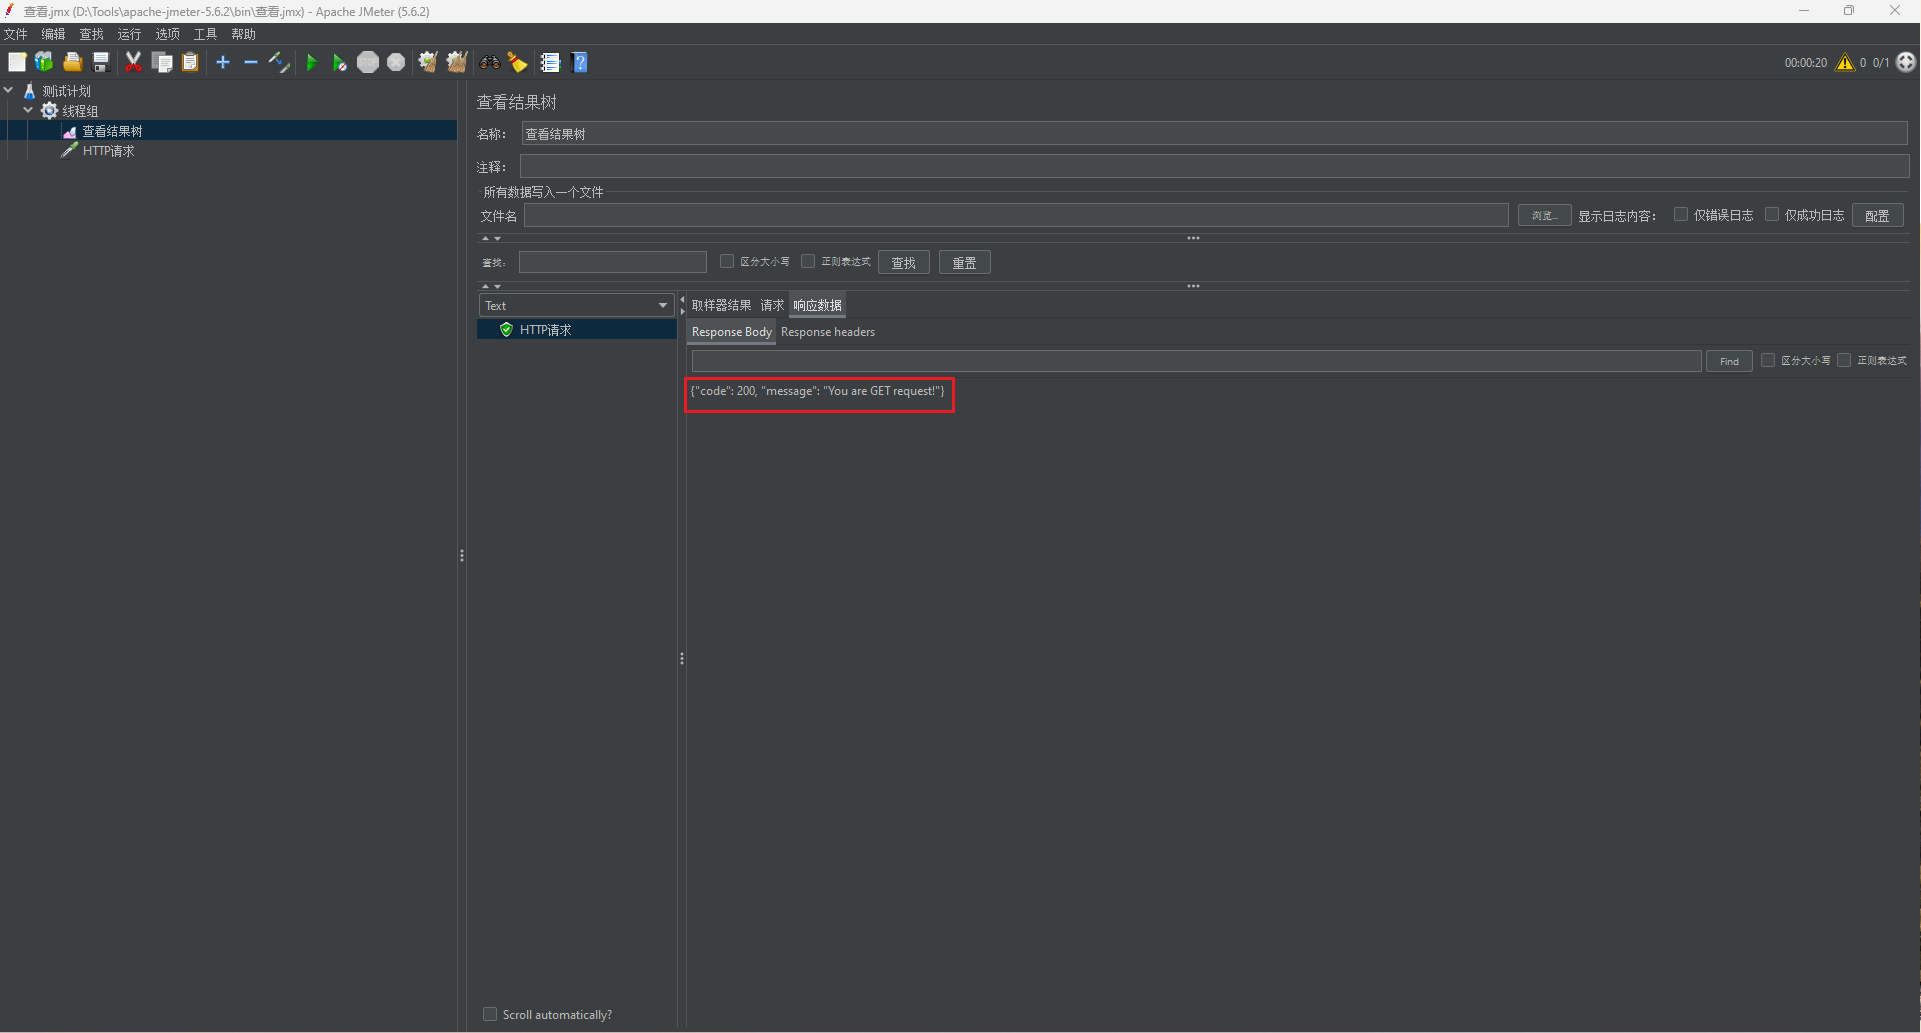 查看.jmx (D:\Tools\apache-jmeter-5.6.2\bin\查看.jmx) - Apache JMeter (5.6.2)
文件 编辑 查找 运行 选项 工具 帮助
00:00:20 0 0/1
测试计划
线程组
查看结果树
HTTP请求
查看结果树
名称： 查看结果树
注释：
所有数据写入一个文件
文件名 浏览... 显示日志内容： 仅错误日志 仅成功日志 配置
查找: 区分大小写 正则表达式 查找 重置
Text
HTTP请求
取样器结果 请求 响应数据
Response Body Response headers
Find 区分大小写 正则表达式
{"code": 200, "message": "You are GET request!"}
Scroll automatically?